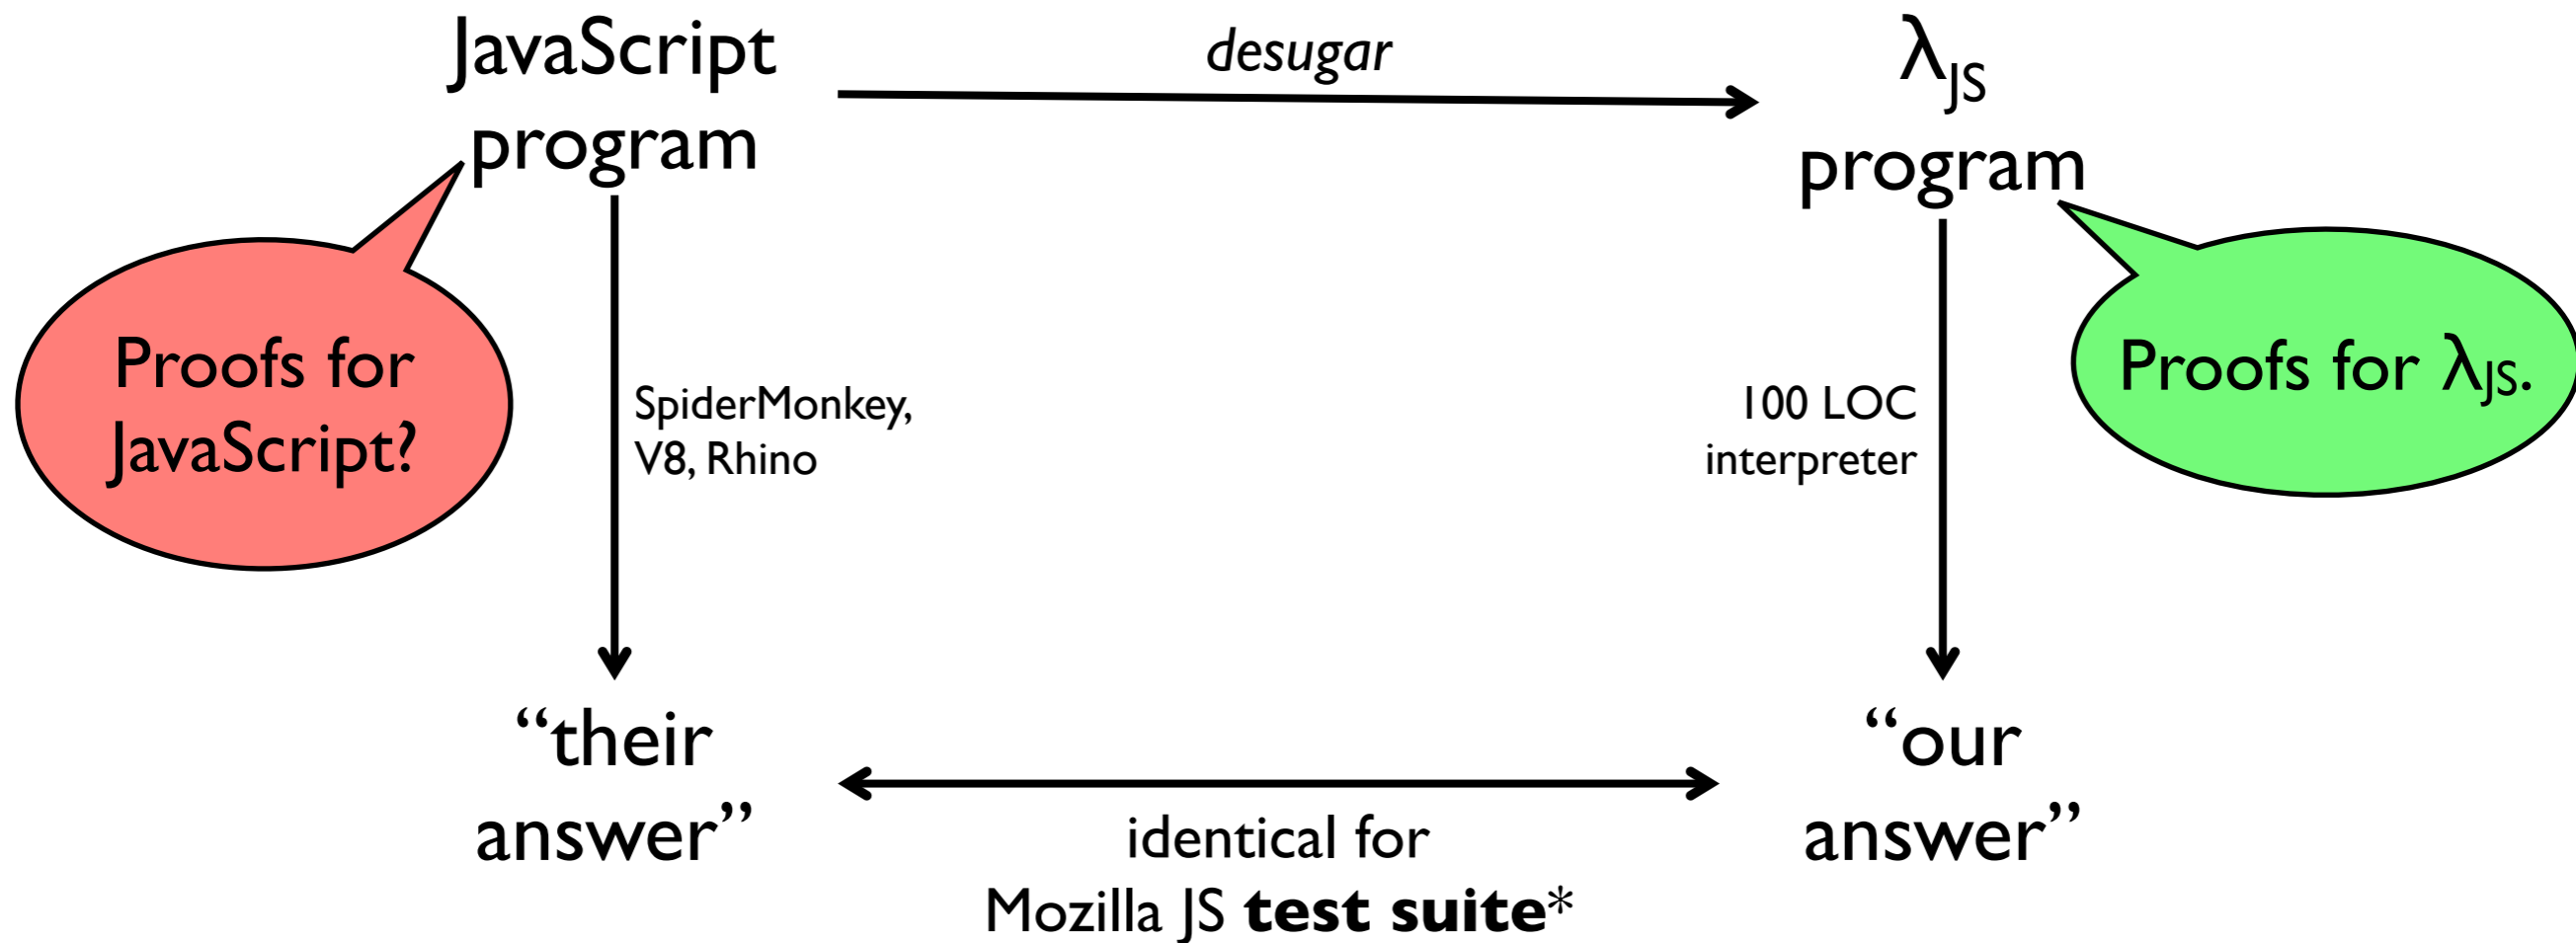 JavaScript
program
desugar
λJS
program
Proofs for
JavaScript?
SpiderMonkey,
V8, Rhino
100 LOC
interpreter
Proofs for λJS.
“their
answer”
“our
answer”
identical for
Mozilla JS test suite*